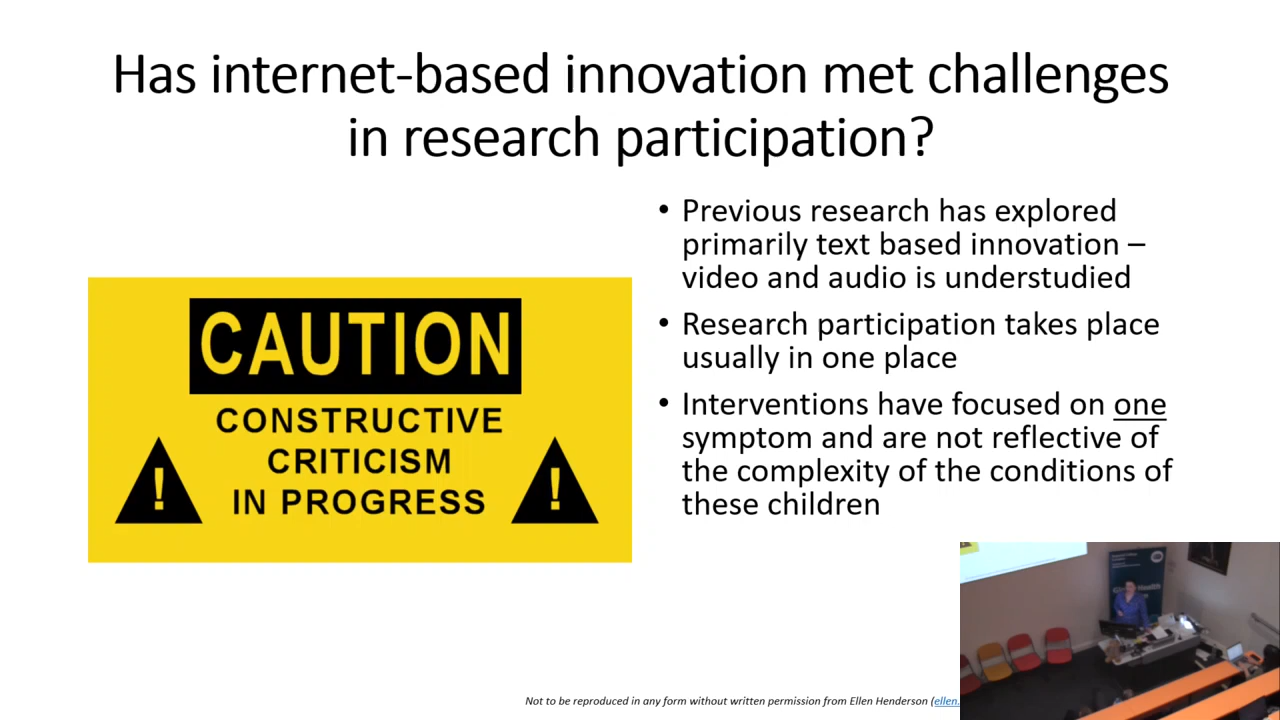 Has internet-based innovation met challenges
in research participation?
CAUTION
CONSTRUCTIVE
CRITICISM
IN PROGRESS
! !
• Previous research has explored
primarily text based innovation –
video and audio is understudied
• Research participation takes place
usually in one place
• Interventions have focused on one
symptom and are not reflective of
the complexity of the conditions of
these children
Not to be reproduced in any form without written permission from Ellen Henderson (ellen.